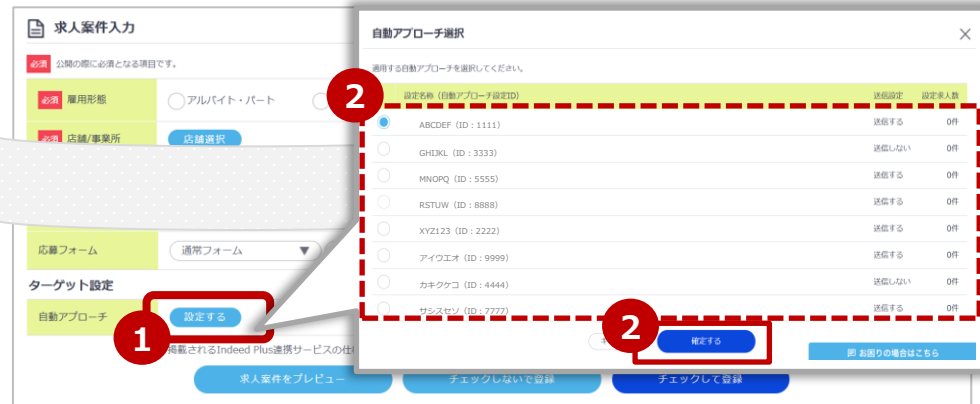 求人案件入力
必須 公開の際に必須となる項目です。
必須 雇用形態
アルバイト・パート
必須 店舗/事業所
店舗選択
応募フォーム
通常フォーム ▼
ターゲット設定
自動アプローチ
設定する
1
掲載されるIndeed Plus連携サービスの仕
求人案件をプレビュー
チェックしないで登録
チェックして登録
自動アプローチ選択
適用する自動アプローチを選択してください。
2
設定名称（自動アプローチ設定ID） 送信設定 設定求人数
ABCDEF（ID：1111） 送信する 0件
GHIJKL（ID：3333） 送信しない 0件
MNOPQ（ID：5555） 送信する 0件
RSTUW（ID：8888） 送信する 0件
XYZ123（ID：2222） 送信する 0件
アイウエオ（ID：9999） 送信する 0件
カキクケコ（ID：4444） 送信しない 0件
サシスセソ（ID：7777） 送信する 0件
2
確定する
お困りの場合はこちら